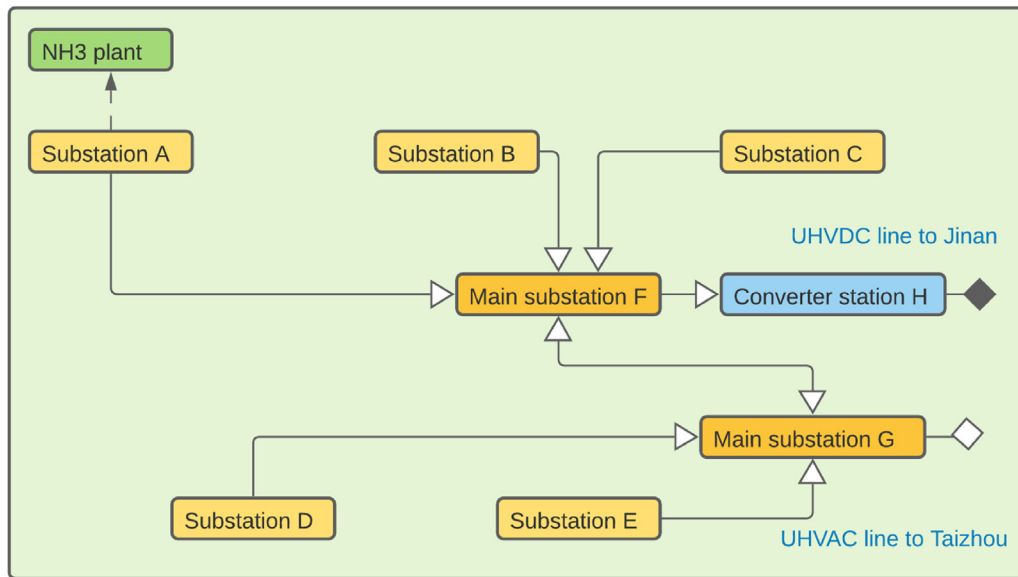 NH3 plant
Substation A
Substation B
Substation C
UHVDC line to Jinan
Main substation F
Converter station H
Main substation G
Substation D
Substation E
UHVAC line to Taizhou